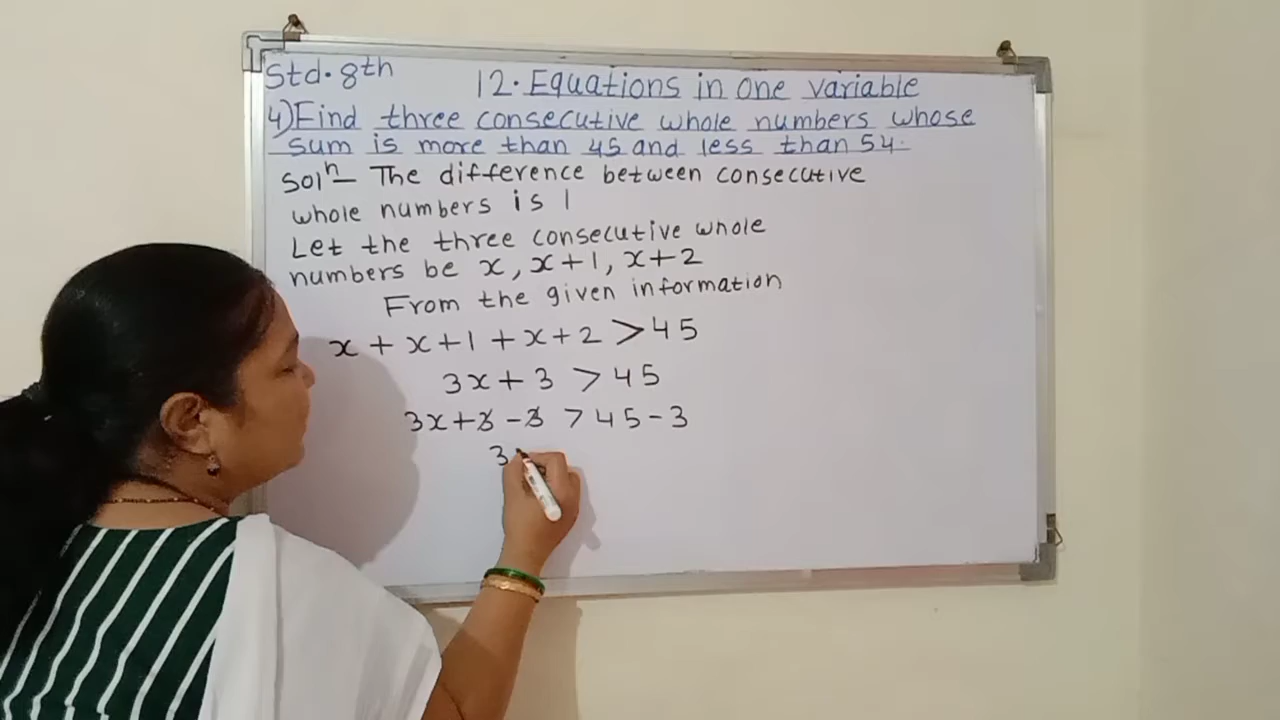 Std. 8th
12. Equations in one variable
4) Find three consecutive whole numbers whose
sum is more than 45 and less than 54.
Solⁿ- The difference between consecutive
whole numbers is 1
Let the three consecutive whole
numbers be x, x+1, x+2
From the given information
x + x+1 + x+2 > 45
3x + 3 > 45
3x+3 - 3 > 45 - 3
3